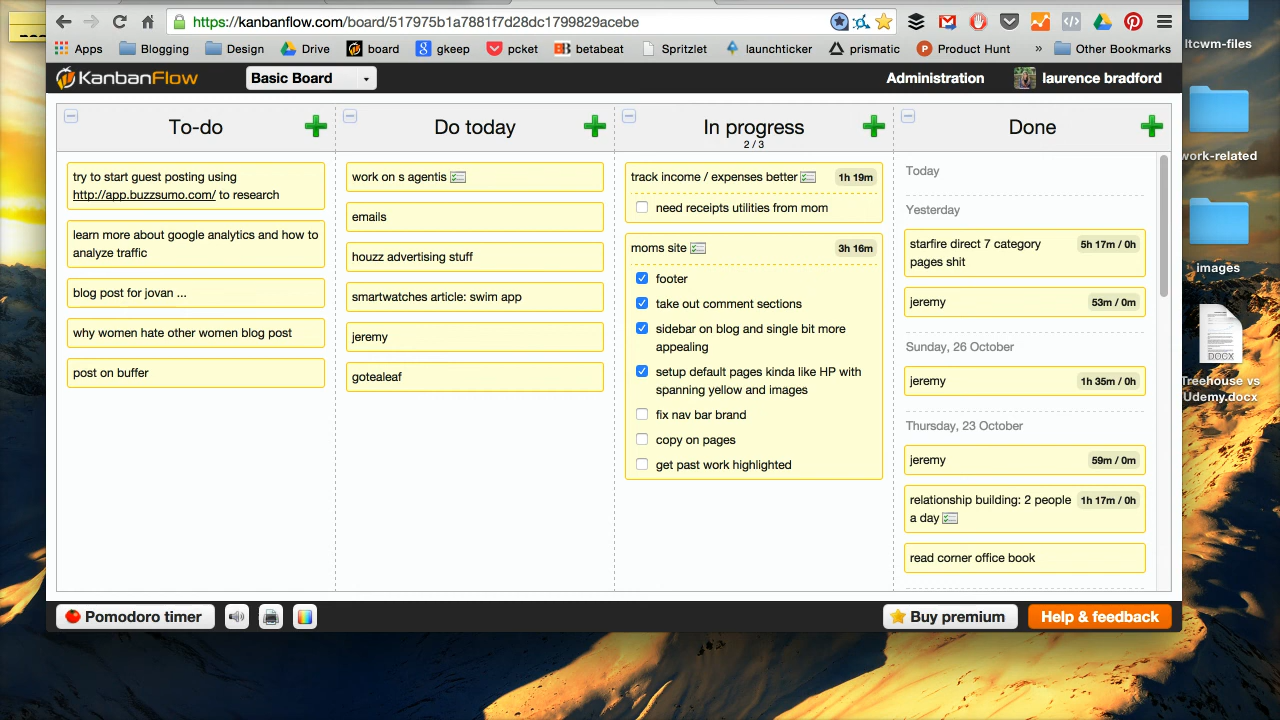 https://kanbanflow.com/board/517975b1a7881f7d28dc1799829acebe
Apps Blogging Design Drive board gkeep pcket betabeat Spritzlet launchticker prismatic Product Hunt » Other Bookmarks
KanbanFlow Basic Board Administration laurence bradford
To-do
try to start guest posting using
http://app.buzzsumo.com/ to research
learn more about google analytics and how to
analyze traffic
blog post for jovan ...
why women hate other women blog post
post on buffer
Do today
work on s agentis
emails
houzz advertising stuff
smartwatches article: swim app
jeremy
gotealeaf
In progress
2 / 3
track income / expenses better 1h 19m
need receipts utilities from mom
moms site 3h 16m
footer
take out comment sections
sidebar on blog and single bit more
appealing
setup default pages kinda like HP with
spanning yellow and images
fix nav bar brand
copy on pages
get past work highlighted
Done
Today
Yesterday
starfire direct 7 category 5h 17m / 0h
pages shit
jeremy 53m / 0m
Sunday, 26 October
jeremy 1h 35m / 0h
Thursday, 23 October
jeremy 59m / 0m
relationship building: 2 people 1h 17m / 0h
a day
read corner office book
Pomodoro timer Buy premium Help & feedback
ltcwm-files
work-related
images
DOCX
Treehouse vs
Udemy.docx